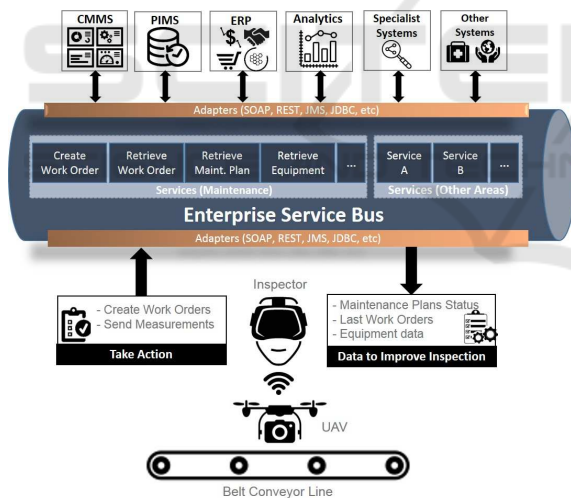 CMMS
PIMS
ERP
Analytics
Specialist
Systems
Other
Systems
Adapters (SOAP, REST, JMS, JDBC, etc)
Create
Work Order
Retrieve
Work Order
Retrieve
Maint. Plan
Retrieve
Equipment
...
Service
A
Service
B
...
Services (Maintenance)
Services (Other Areas)
Enterprise Service Bus
Adapters (SOAP, REST, JMS, JDBC, etc)
- Create Work Orders
- Send Measurements
Take Action
Inspector
- Maintenance Plans Status
- Last Work Orders
- Equipment data
Data to Improve Inspection
UAV
Belt Conveyor Line